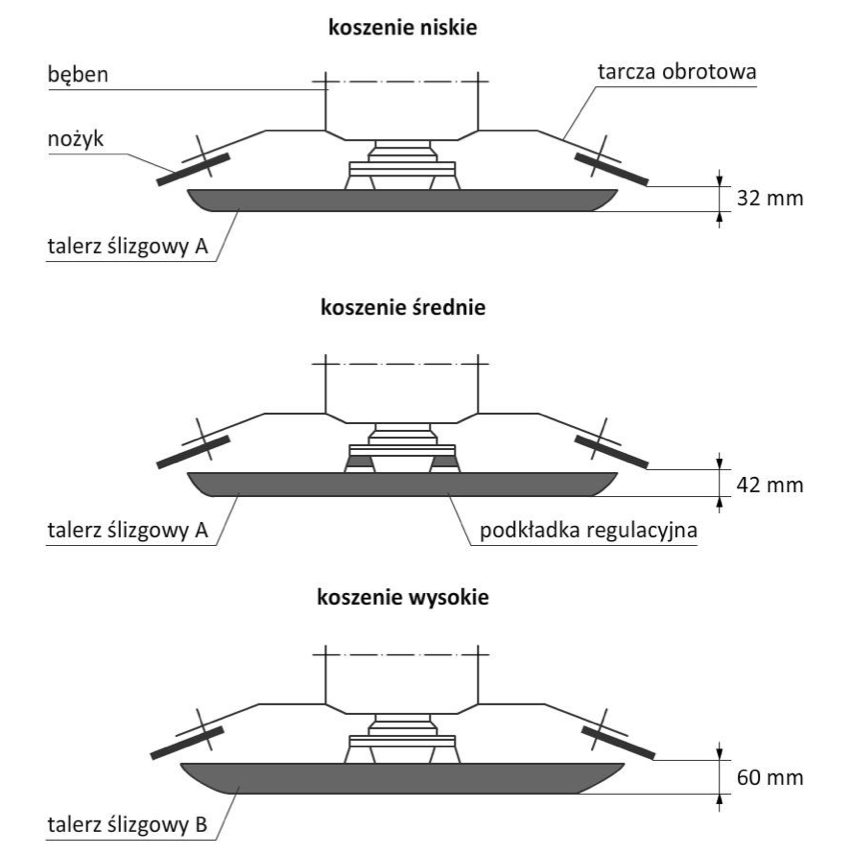 koszenie niskie
bęben
tarcza obrotowa
nożyk
32 mm
talerz ślizgowy A
koszenie średnie
42 mm
talerz ślizgowy A
podkładka regulacyjna
koszenie wysokie
60 mm
talerz ślizgowy B